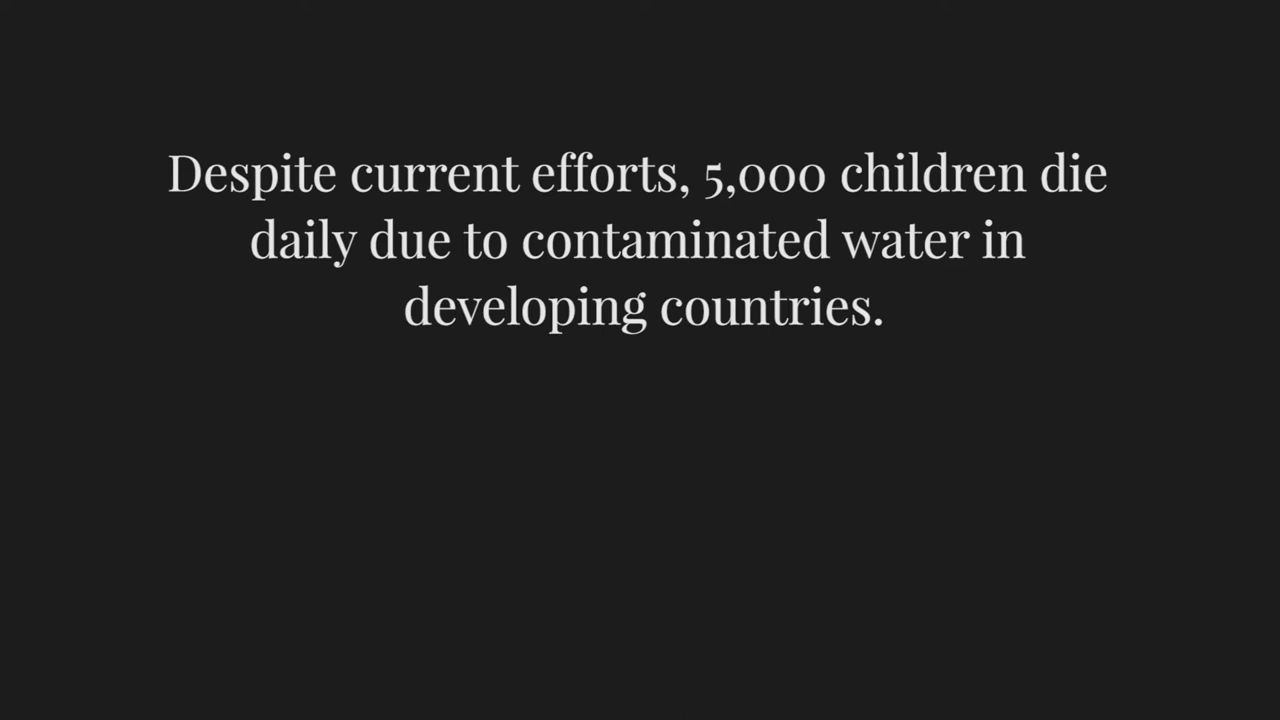 Despite current efforts, 5,000 children die
daily due to contaminated water in
developing countries.